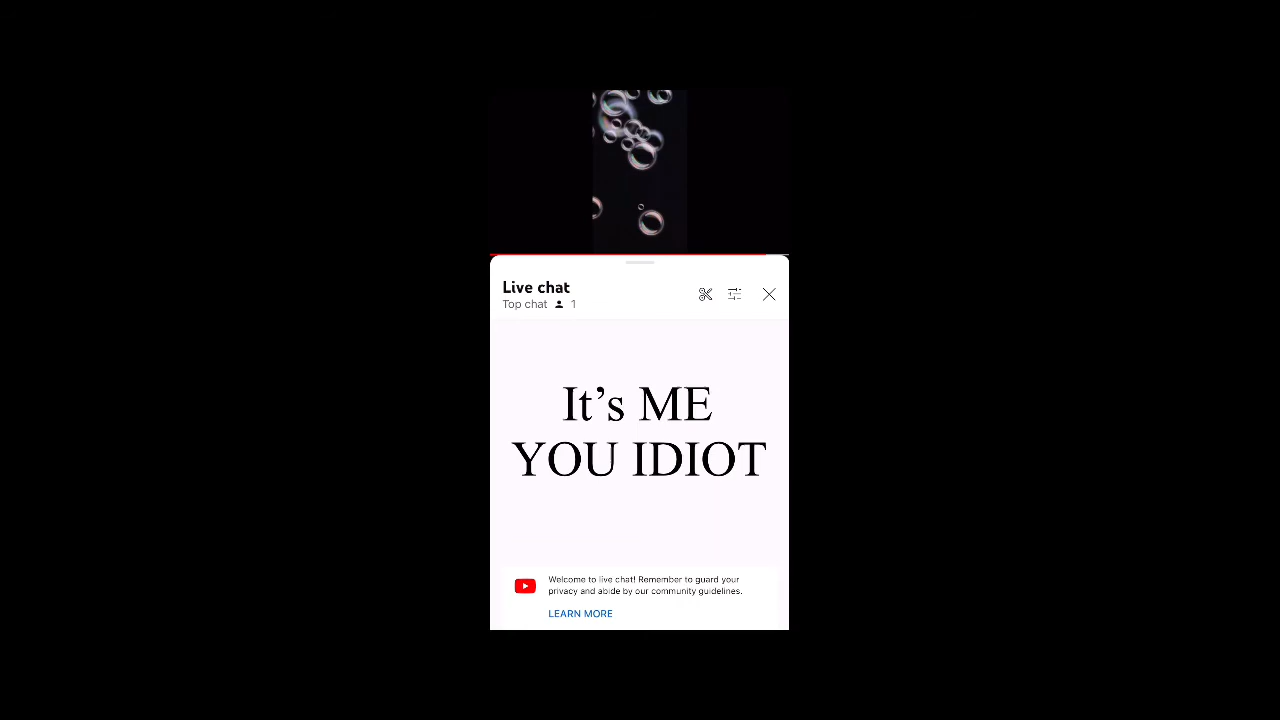 Live chat
Top chat 1
It’s ME
YOU IDIOT
Welcome to live chat! Remember to guard your
privacy and abide by our community guidelines.
LEARN MORE